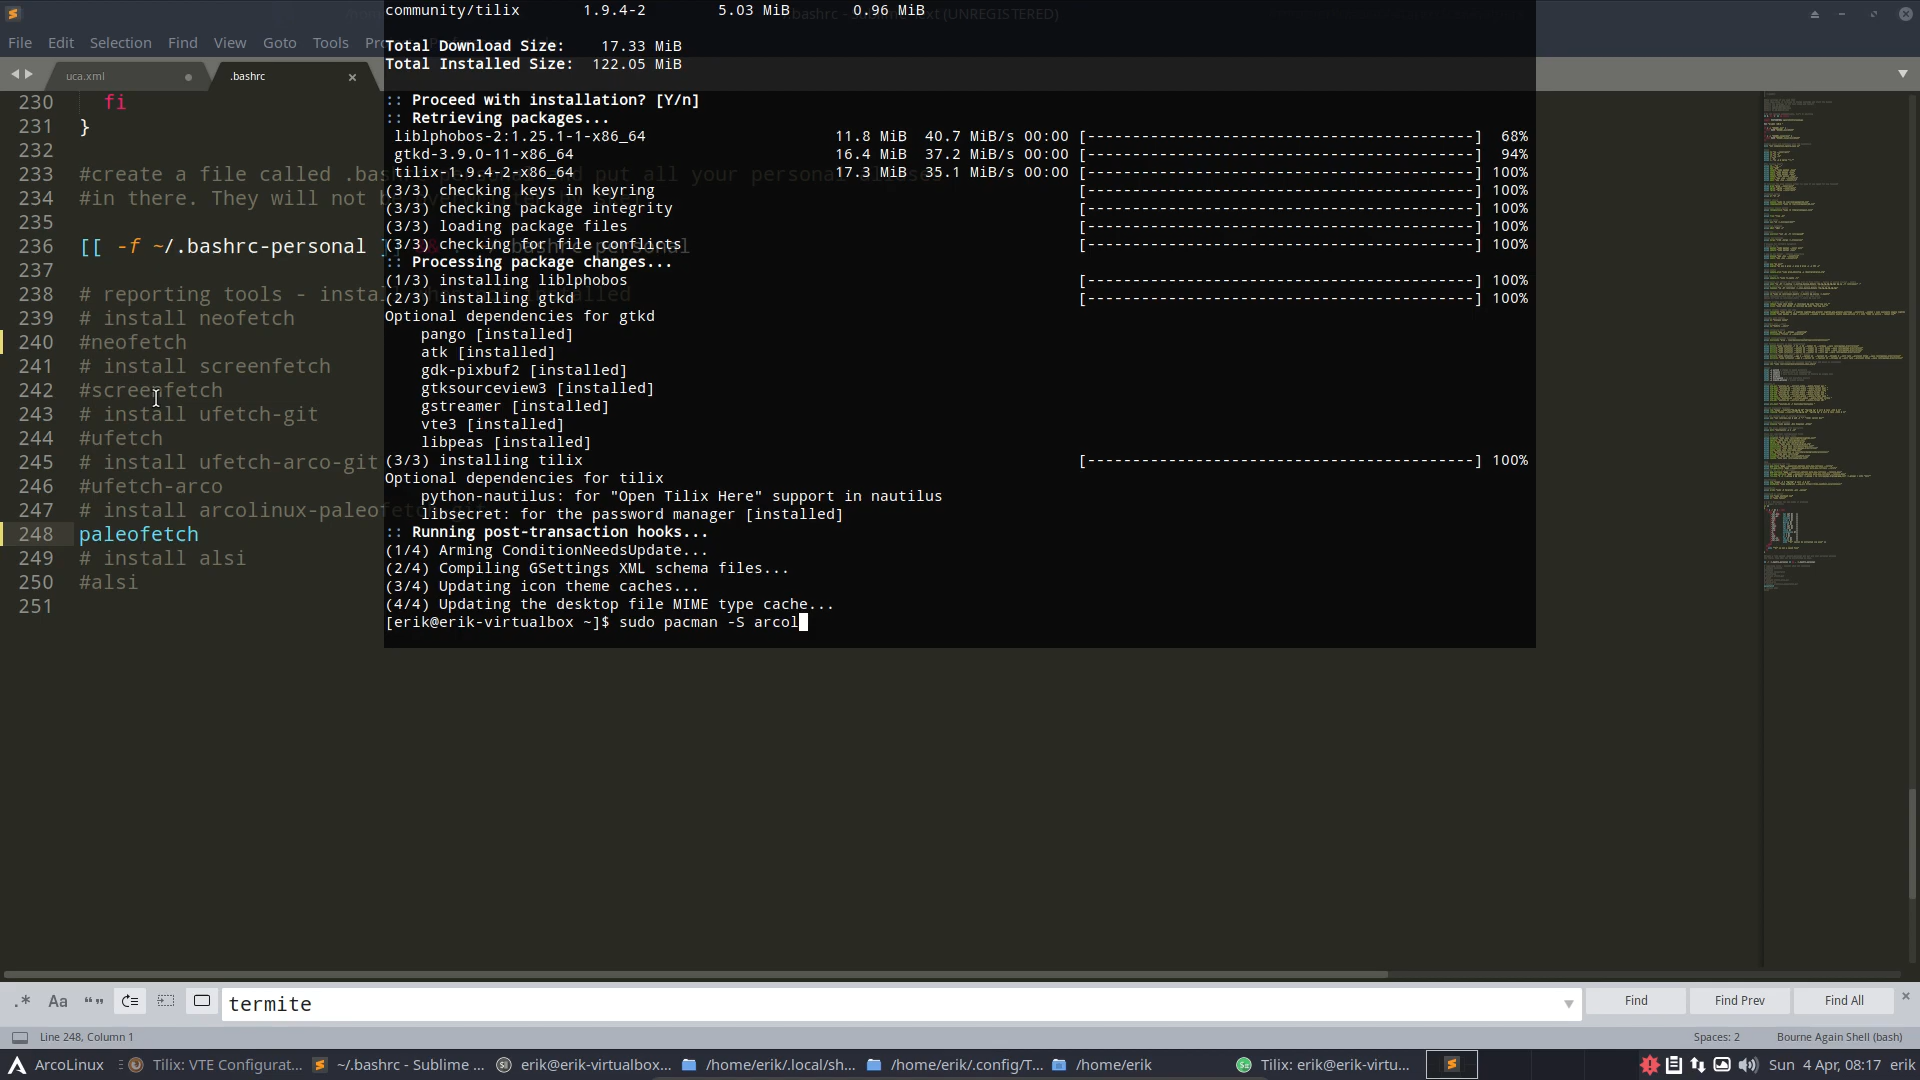 .bashrc - Sublime Text (UNREGISTERED)
File Edit Selection Find View Goto Tools
uca.xml
.bashrc
230 fi
231 }
232
233 #create a file called .bash
234 #in there. They will not
235
236 [[ -f ~/.bashrc-personal
237
238 # reporting tools - instal
239 # install neofetch
240 #neofetch
241 # install screenfetch
242 #screenfetch
243 # install ufetch-git
244 #ufetch
245 # install ufetch-arco-git
246 #ufetch-arco
247 # install arcolinux-paleof
248 paleofetch
249 # install alsi
250 #alsi
251
community/tilix 1.9.4-2 5.03 MiB 0.96 MiB
Total Download Size: 17.33 MiB
Total Installed Size: 122.05 MiB
:: Proceed with installation? [Y/n]
:: Retrieving packages...
liblphobos-2:1.25.1-1-x86_64 11.8 MiB 40.7 MiB/s 00:00 [--------------------------------------------] 68%
gtkd-3.9.0-11-x86_64 16.4 MiB 37.2 MiB/s 00:00 [--------------------------------------------] 94%
tilix-1.9.4-2-x86_64 17.3 MiB 35.1 MiB/s 00:00 [--------------------------------------------] 100%
(3/3) checking keys in keyring [--------------------------------------------] 100%
(3/3) checking package integrity [--------------------------------------------] 100%
(3/3) loading package files [--------------------------------------------] 100%
(3/3) checking for file conflicts [--------------------------------------------] 100%
:: Processing package changes...
(1/3) installing liblphobos [--------------------------------------------] 100%
(2/3) installing gtkd [--------------------------------------------] 100%
Optional dependencies for gtkd
pango [installed]
atk [installed]
gdk-pixbuf2 [installed]
gtksourceview3 [installed]
gstreamer [installed]
vte3 [installed]
libpeas [installed]
(3/3) installing tilix [--------------------------------------------] 100%
Optional dependencies for tilix
python-nautilus: for "Open Tilix Here" support in nautilus
libsecret: for the password manager [installed]
:: Running post-transaction hooks...
(1/4) Arming ConditionNeedsUpdate...
(2/4) Compiling GSettings XML schema files...
(3/4) Updating icon theme caches...
(4/4) Updating the desktop file MIME type cache...
[erik@erik-virtualbox ~]$ sudo pacman -S arcol
.* Aa “” termite Find Find Prev Find All
Line 248, Column 1 Spaces: 2 Bourne Again Shell (bash)
ArcoLinux Tilix: VTE Configurat... ~/.bashrc - Sublime ... erik@erik-virtualbox... /home/erik/.local/sh... /home/erik/.config/T... /home/erik Tilix: erik@erik-virtu... Sun 4 Apr, 08:17 erik